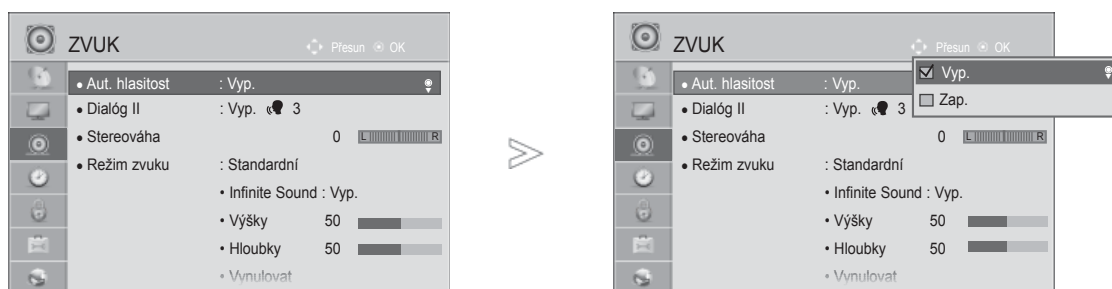 ZVUK
Přesun OK
• Aut. hlasitost : Vyp.
• Dialóg II : Vyp. 3
• Stereováha 0 L R
• Režim zvuku : Standardní
• Infinite Sound : Vyp.
• Výšky 50
• Hloubky 50
• Vynulovat
ZVUK
Přesun OK
• Aut. hlasitost : Vyp.
Vyp.
Zap.
• Dialóg II : Vyp. 3
• Stereováha 0 L R
• Režim zvuku : Standardní
• Infinite Sound : Vyp.
• Výšky 50
• Hloubky 50
• Vynulovat